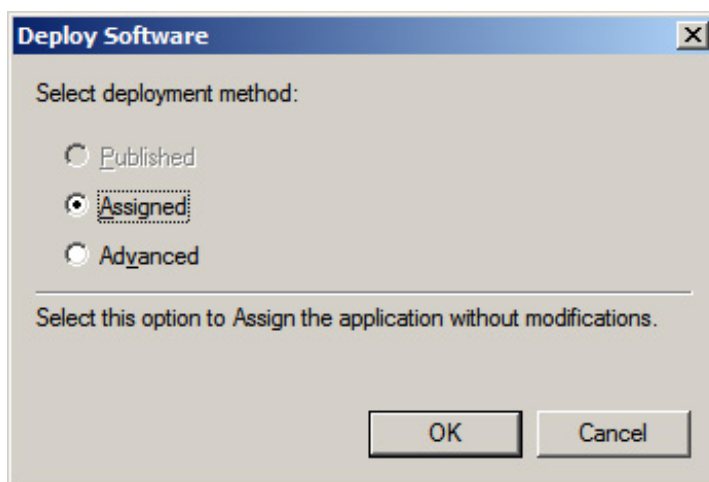 Deploy Software
Select deployment method:
Published
Assigned
Advanced
Select this option to Assign the application without modifications.
OK Cancel